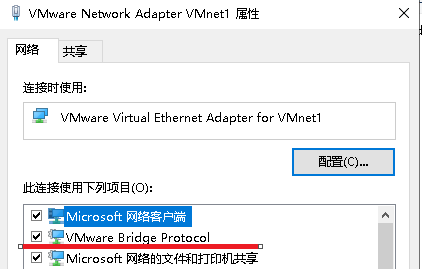 VMware Network Adapter VMnet1 属性
网络
共享
连接时使用:
VMware Virtual Ethernet Adapter for VMnet1
配置(C)...
此连接使用下列项目(O):
Microsoft 网络客户端
VMware Bridge Protocol
Microsoft 网络的文件和打印机共享